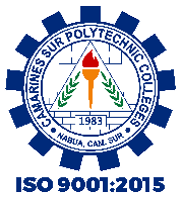 CAMARINES SUR POLYTECHNIC COLLEGES
1983
• NABUA, CAM. SUR •
ISO 9001:2015